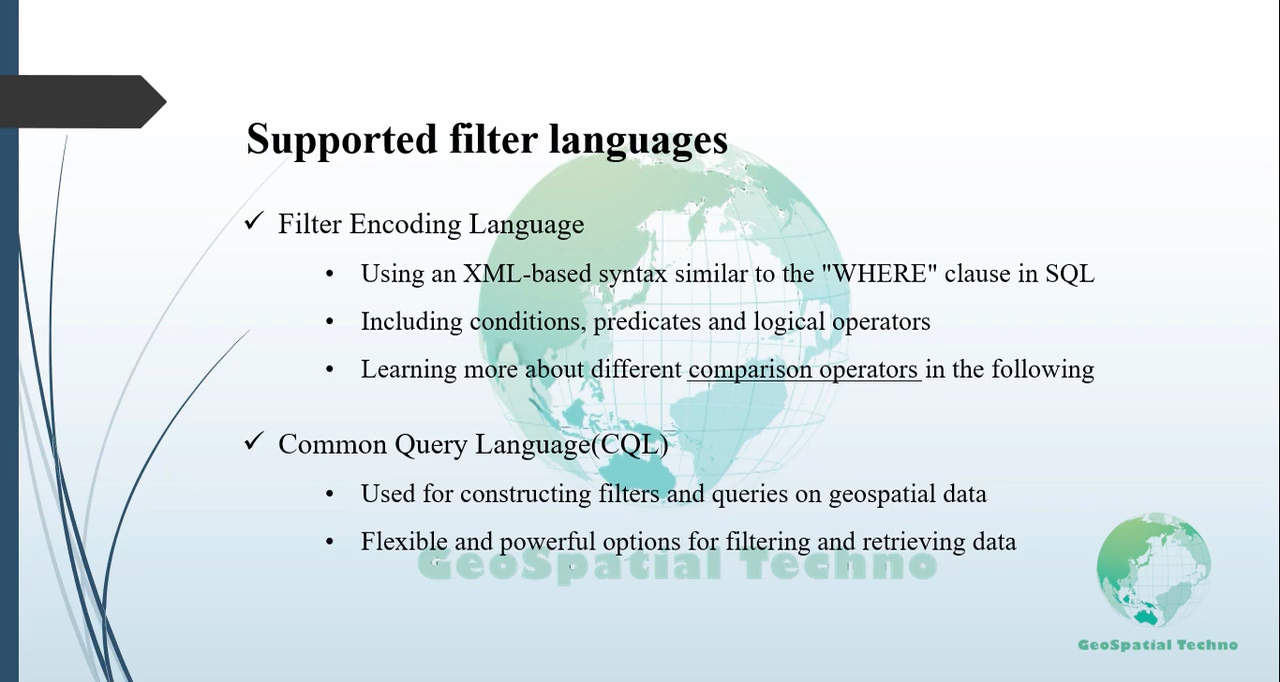 Supported filter languages
✓ Filter Encoding Language
• Using an XML-based syntax similar to the "WHERE" clause in SQL
• Including conditions, predicates and logical operators
• Learning more about different comparison operators in the following
✓ Common Query Language(CQL)
• Used for constructing filters and queries on geospatial data
• Flexible and powerful options for filtering and retrieving data
GeoSpatial Techno
GeoSpatial Techno